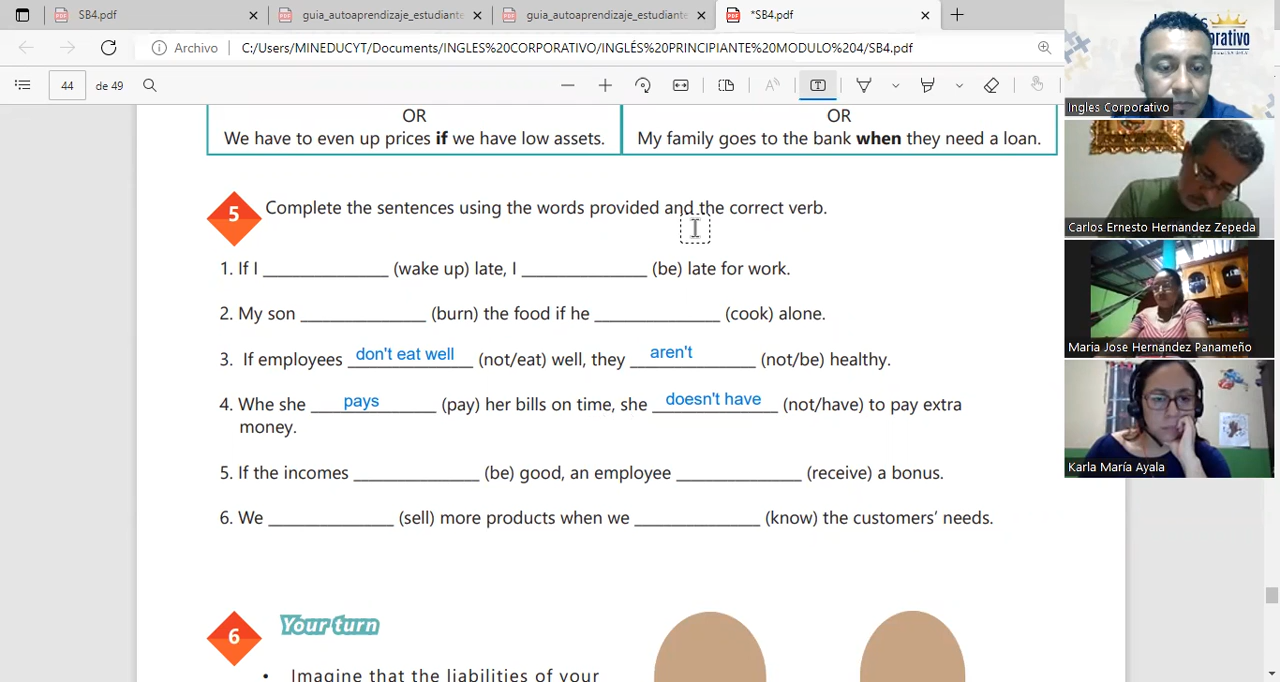 SB4.pdf
guia_autoaprendizaje_estudiante
guia_autoaprendizaje_estudiante
*SB4.pdf
Archivo
C:/Users/MINEDUCYT/Documents/INGLES%20CORPORATIVO/INGLÉS%20PRINCIPIANTE%20MODULO%204/SB4.pdf
44 de 49
OR
We have to even up prices if we have low assets.
OR
My family goes to the bank when they need a loan.
5 Complete the sentences using the words provided and the correct verb.
1. If I ______________ (wake up) late, I ______________ (be) late for work.
2. My son ______________ (burn) the food if he ______________ (cook) alone.
3. If employees don't eat well (not/eat) well, they aren't (not/be) healthy.
4. Whe she pays (pay) her bills on time, she doesn't have (not/have) to pay extra
money.
5. If the incomes ______________ (be) good, an employee ______________ (receive) a bonus.
6. We ______________ (sell) more products when we ______________ (know) the customers' needs.
6 Your turn
• Imagine that the liabilities of your
Ingles Corporativo
Carlos Ernesto Hernandez Zepeda
Maria Jose Hernández Panameño
Karla María Ayala